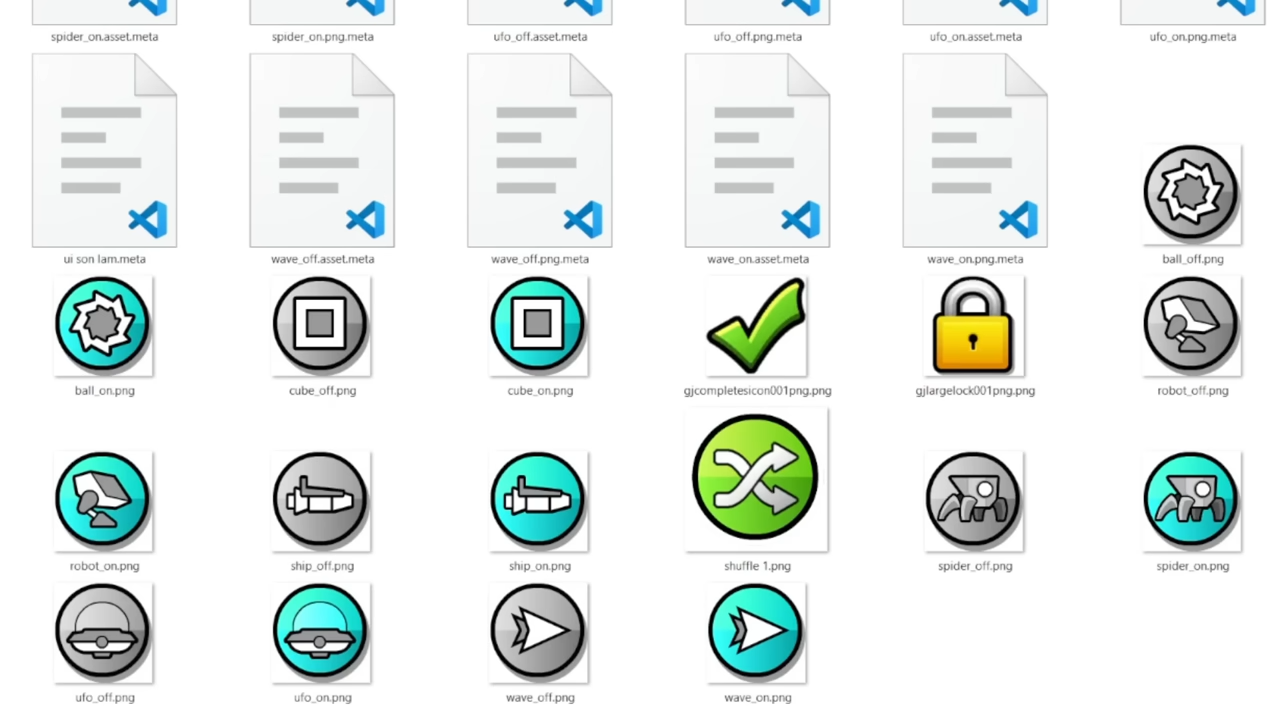 spider_on.asset.meta
spider_on.png.meta
ufo_off.asset.meta
ufo_off.png.meta
ufo_on.asset.meta
ufo_on.png.meta
ui son lam.meta
wave_off.asset.meta
wave_off.png.meta
wave_on.asset.meta
wave_on.png.meta
ball_off.png
ball_on.png
cube_off.png
cube_on.png
gjcompletesicon001png.png
gjlargelock001png.png
robot_off.png
robot_on.png
ship_off.png
ship_on.png
shuffle 1.png
spider_off.png
spider_on.png
ufo_off.png
ufo_on.png
wave_off.png
wave_on.png